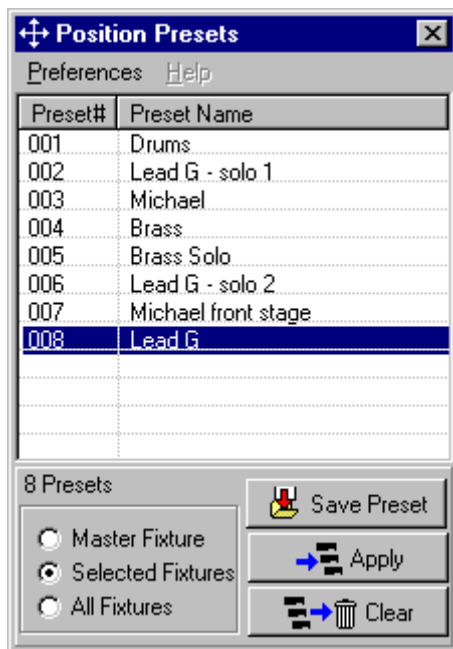 Position Presets
Preferences Help
Preset# Preset Name
001 Drums
002 Lead G - solo 1
003 Michael
004 Brass
005 Brass Solo
006 Lead G - solo 2
007 Michael front stage
008 Lead G
8 Presets
Save Preset
Master Fixture
Selected Fixtures
Apply
All Fixtures
Clear